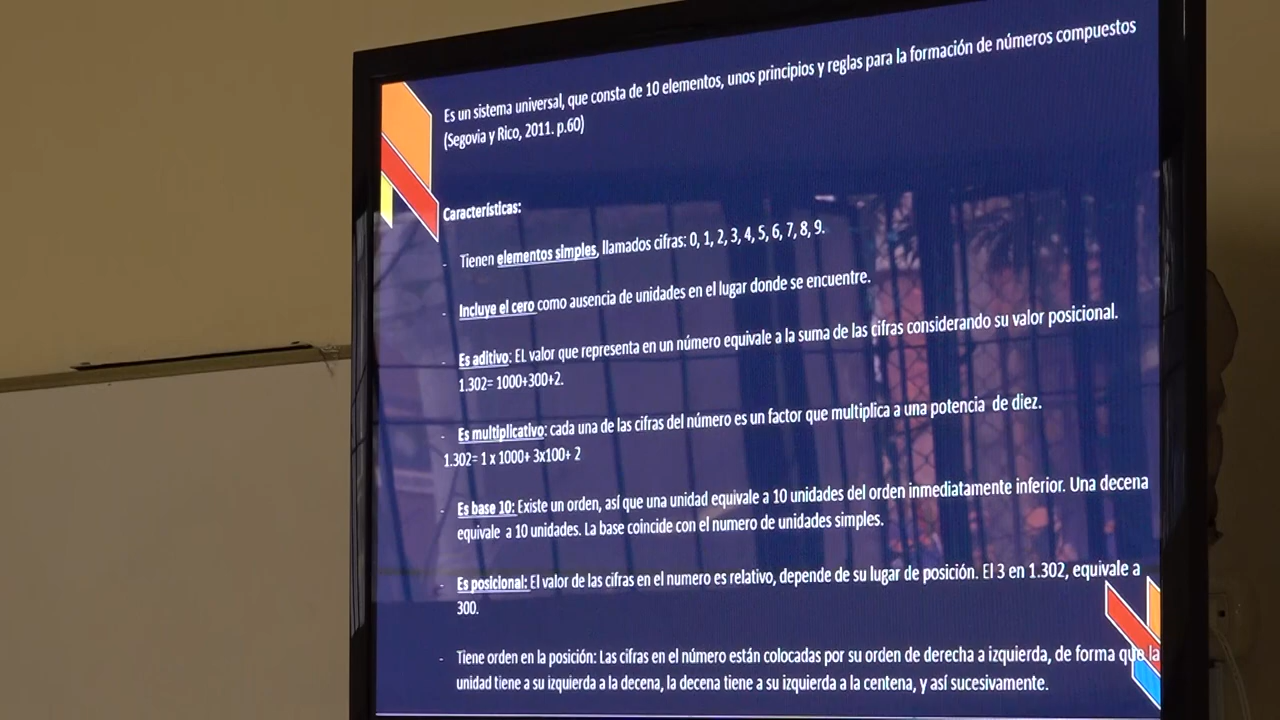 Es un sistema universal, que consta de 10 elementos, unos principios y reglas para la formación de números compuestos
(Segovia y Rico, 2011. p.60)
Características:
- Tienen elementos simples, llamados cifras: 0, 1, 2, 3, 4, 5, 6, 7, 8, 9.
- Incluye el cero como ausencia de unidades en el lugar donde se encuentre.
- Es aditivo: EL valor que representa en un número equivale a la suma de las cifras considerando su valor posicional.
1.302= 1000+300+2.
- Es multiplicativo: cada una de las cifras del número es un factor que multiplica a una potencia de diez.
1.302= 1 x 1000+ 3x100+ 2
- Es base 10: Existe un orden, así que una unidad equivale a 10 unidades del orden inmediatamente inferior. Una decena
equivale a 10 unidades. La base coincide con el numero de unidades simples.
- Es posicional: El valor de las cifras en el numero es relativo, depende de su lugar de posición. El 3 en 1.302, equivale a
300.
- Tiene orden en la posición: Las cifras en el número están colocadas por su orden de derecha a izquierda, de forma que la
unidad tiene a su izquierda a la decena, la decena tiene a su izquierda a la centena, y así sucesivamente.